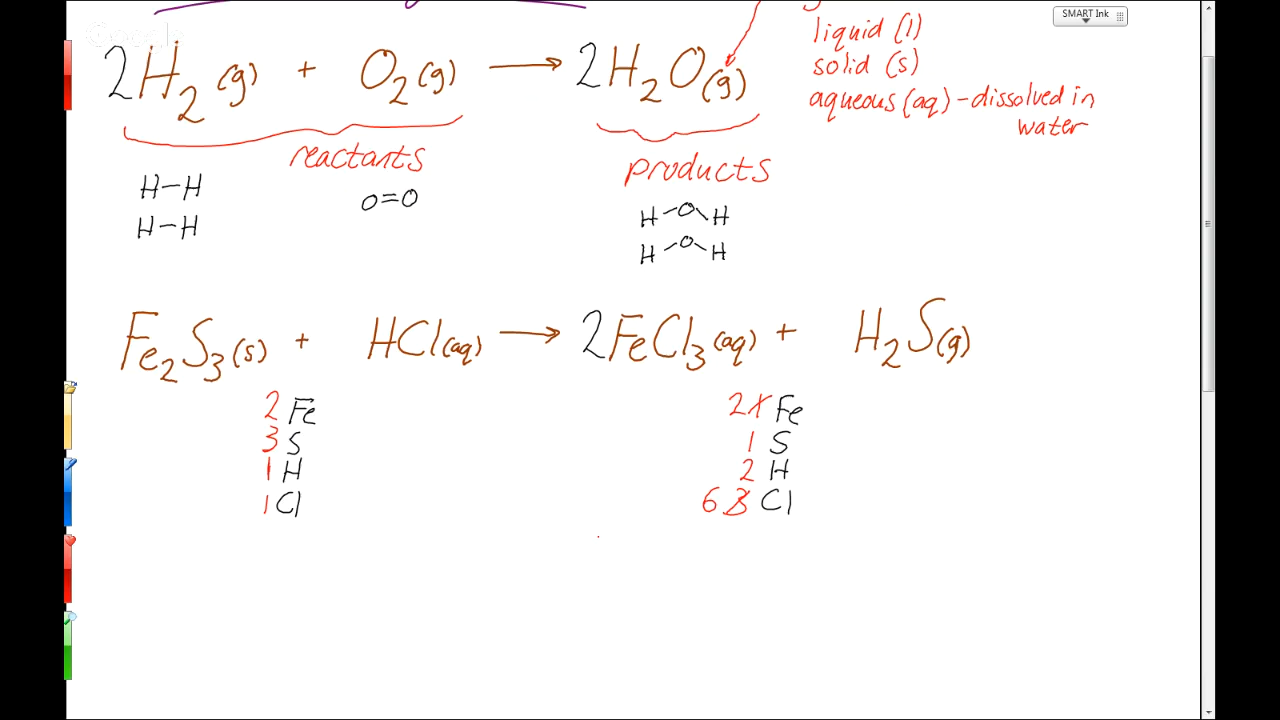 SMART Ink
liquid (l)
solid (s)
aqueous (aq) - dissolved in
water
2H₂(g) + O₂(g) → 2H₂O(g)
reactants
products
H-H
H-H
O=O
H-O-H
H-O-H
Fe₂S₃(s) + HCl(aq) → 2FeCl₃(aq) + H₂S(g)
2 Fe
3 S
1 H
1 Cl
2 1 Fe
1 S
2 H
6 3 Cl